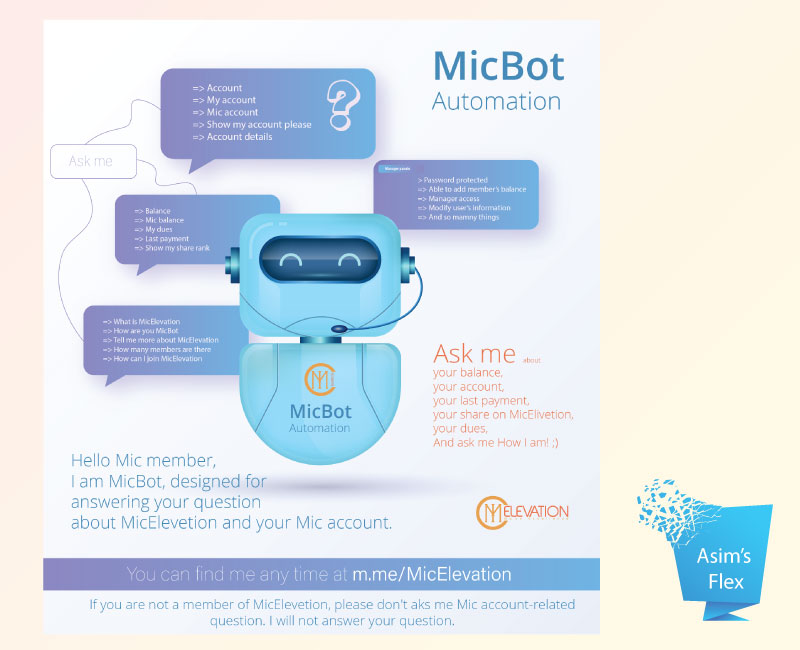 MicBot
Automation
=> Account
=> My account
=> Mic account
=> Show my account please
=> Account details
?
Ask me
> Password protected
=> Able to add member's balance
=> Manager access
=> Modify user's information
=> And so mamny things
=> Balance
=> Mic balance
=> My dues
=> Last payment
=> Show my share rank
=> What is MicElevation
=> How are you MicBot
=> Tell me more about MicElevation
=> How many members are there
=> How can I join MicElevation
MicBot
Automation
Ask me about
your balance,
your account,
your last payment,
your share on MicElivetion,
your dues,
And ask me How I am! ;)
Hello Mic member,
I am MicBot, designed for
answering your question
about MicElevetion and your Mic account.
ELEVATION
You can find me any time at m.me/MicElevation
If you are not a member of MicElevetion, please don't aks me Mic account-related
question. I will not answer your question.
Asim's
Flex